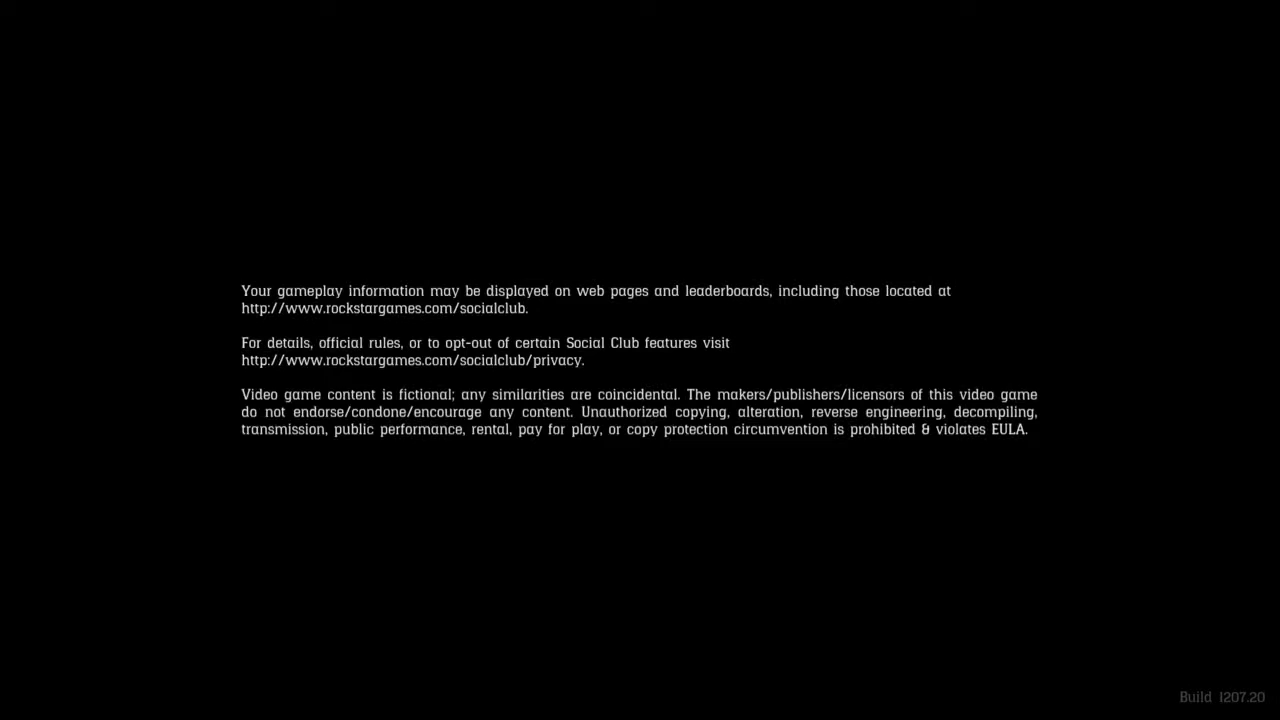 Your gameplay information may be displayed on web pages and leaderboards, including those located at
http://www.rockstargames.com/socialclub.
For details, official rules, or to opt-out of certain Social Club features visit
http://www.rockstargames.com/socialclub/privacy.
Video game content is fictional; any similarities are coincidental. The makers/publishers/licensors of this video game
do not endorse/condone/encourage any content. Unauthorized copying, alteration, reverse engineering, decompiling,
transmission, public performance, rental, pay for play, or copy protection circumvention is prohibited & violates EULA.
Build 1207.20